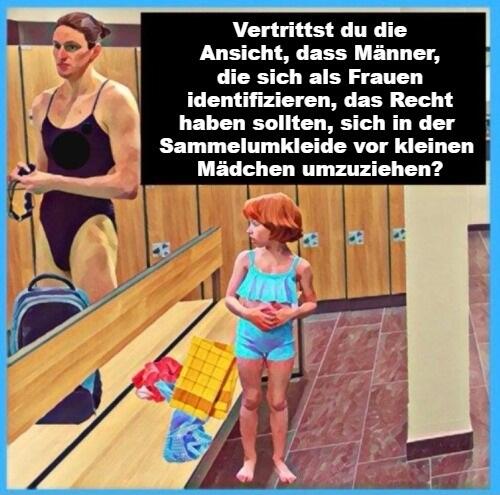 Vertrittst du die
Ansicht, dass Männer,
die sich als Frauen
identifizieren, das Recht
haben sollten, sich in der
Sammelumkleide vor kleinen
Mädchen umzuziehen?